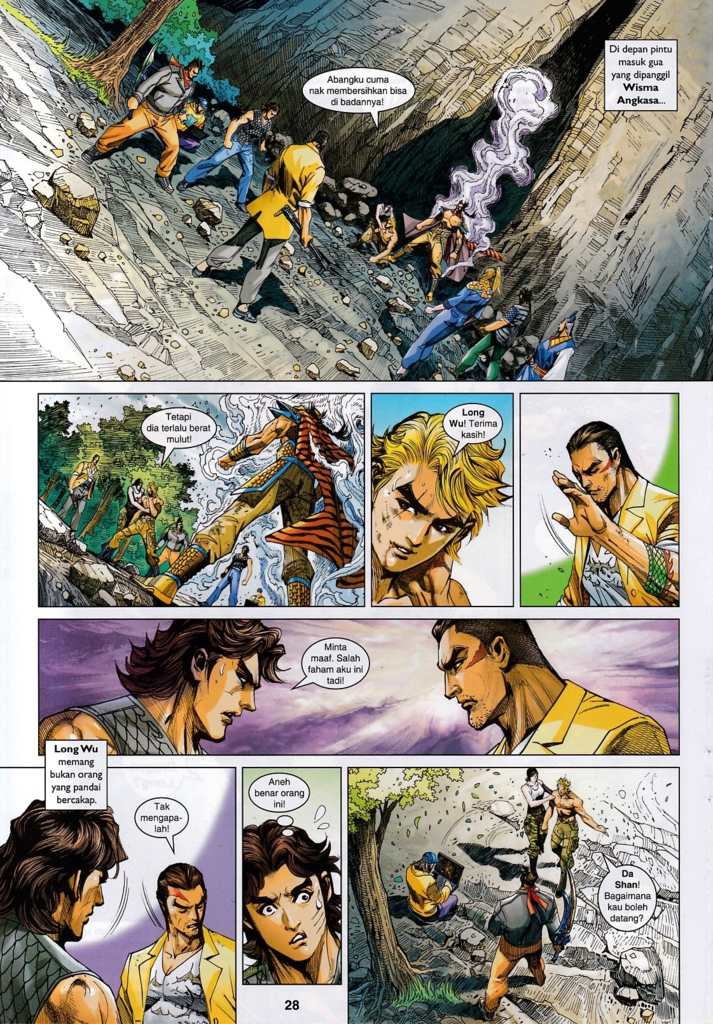 Di depan pintu
masuk gua
yang dipanggil
Wisma
Angkasa...
Abangku cuma
nak membersihkan bisa
di badannya!
Tetapi
dia terlalu berat
mulut!
Long
Wu! Terima
kasih!
Minta
maaf. Salah
faham aku ini
tadi!
Long Wu
memang
bukan orang
yang pandai
bercakap.
Tak
mengapa-
lah!
Aneh
benar orang
ini!
Da
Shan!
Bagaimana
kau boleh
datang?
28